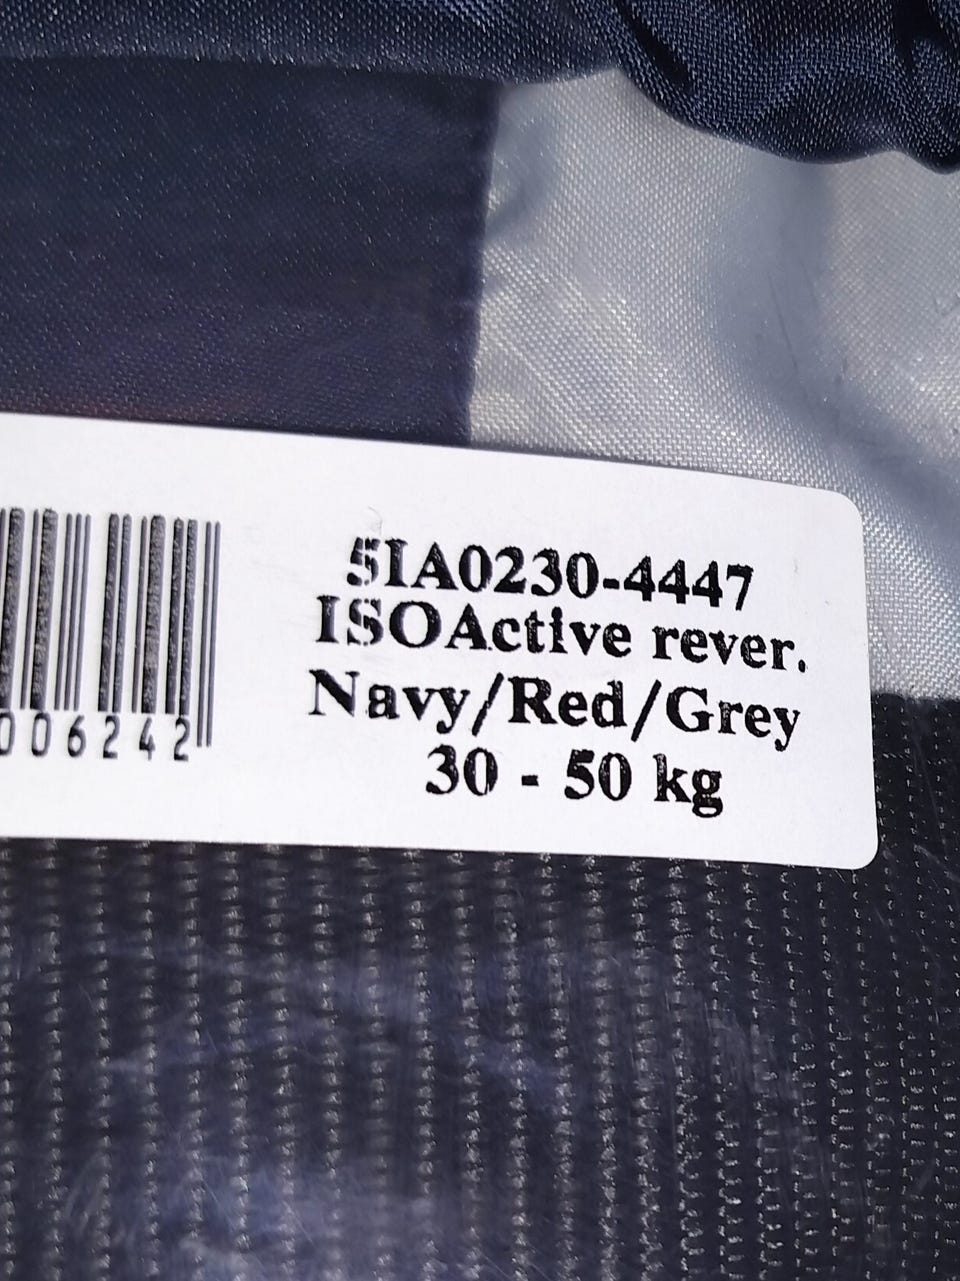 5IA0230-4447
ISOActive rever.
Navy/Red/Grey
30 - 50 kg
006242